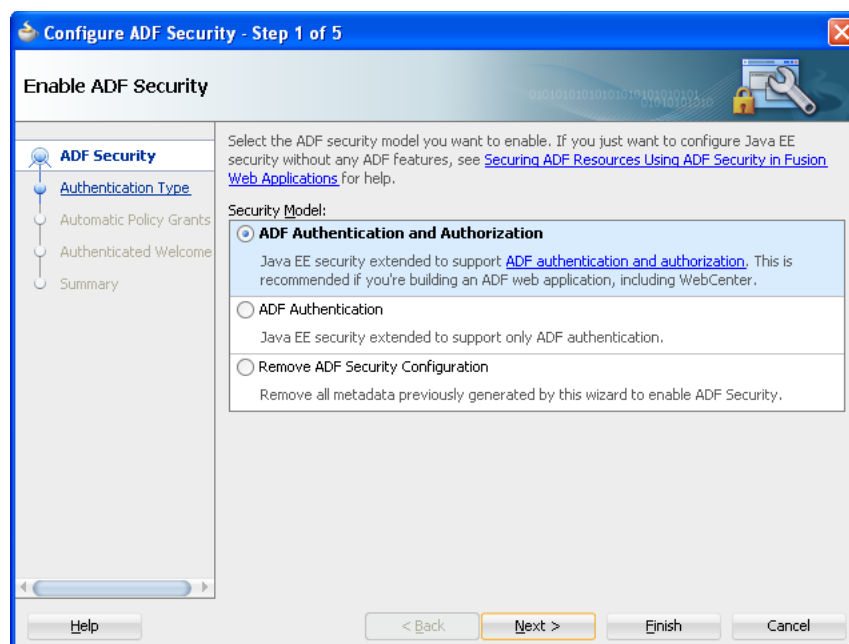 Configure ADF Security - Step 1 of 5
Enable ADF Security
0101010101010101010101010101
01010101010
ADF Security
Authentication Type
Automatic Policy Grants
Authenticated Welcome
Summary
Select the ADF security model you want to enable. If you just want to configure Java EE
security without any ADF features, see Securing ADF Resources Using ADF Security in Fusion
Web Applications for help.
Security Model:
ADF Authentication and Authorization
Java EE security extended to support ADF authentication and authorization. This is
recommended if you're building an ADF web application, including WebCenter.
ADF Authentication
Java EE security extended to support only ADF authentication.
Remove ADF Security Configuration
Remove all metadata previously generated by this wizard to enable ADF Security.
Help
< Back
Next >
Finish
Cancel